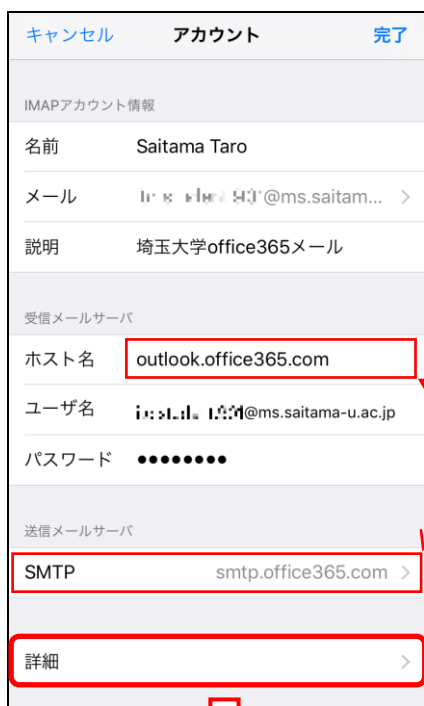 キャンセル アカウント 完了
IMAPアカウント情報
名前 Saitama Taro
メール @ms.saitam...
説明 埼玉大学office365メール
受信メールサーバ
ホスト名 outlook.office365.com
ユーザ名 @ms.saitama-u.ac.jp
パスワード ●●●●●●●●
送信メールサーバ
SMTP smtp.office365.com
詳細